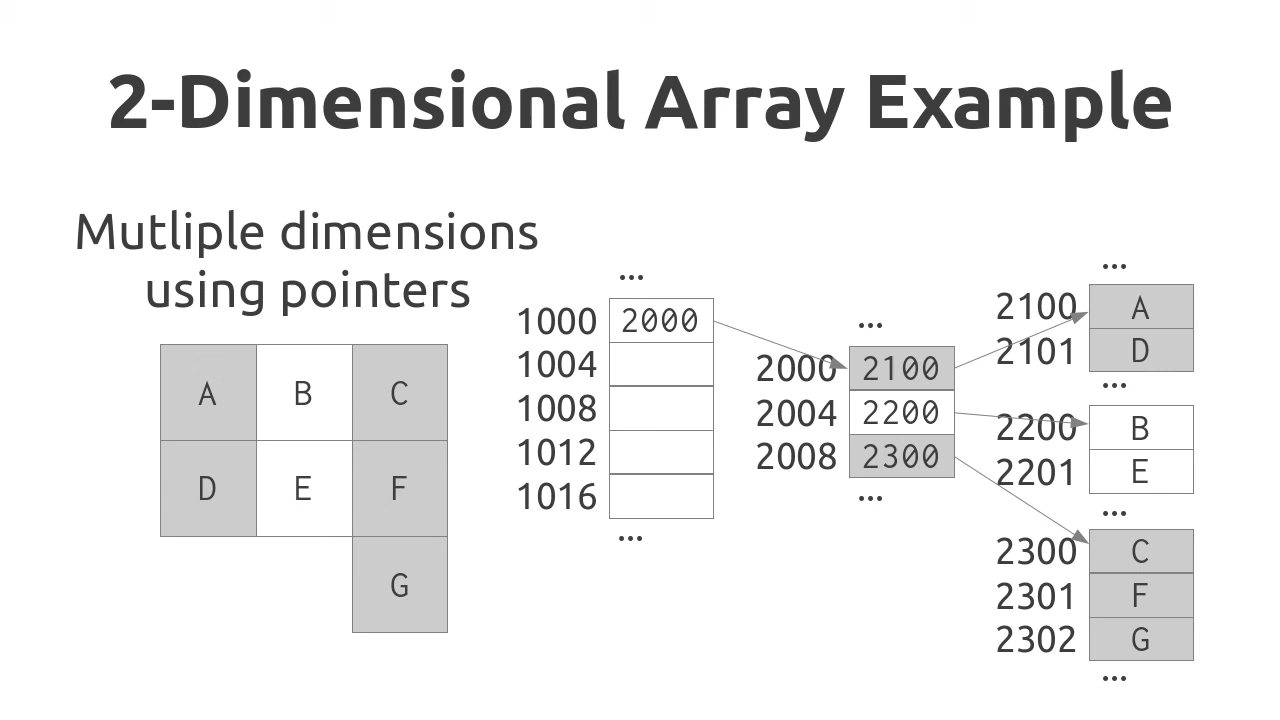 2-Dimensional Array Example
Mutliple dimensions
using pointers
A B C
D E F
G
...
1000 2000
1004
1008
1012
1016
...
...
2000 2100
2004 2200
2008 2300
...
...
2100 A
2101 D
...
2200 B
2201 E
...
2300 C
2301 F
2302 G
...